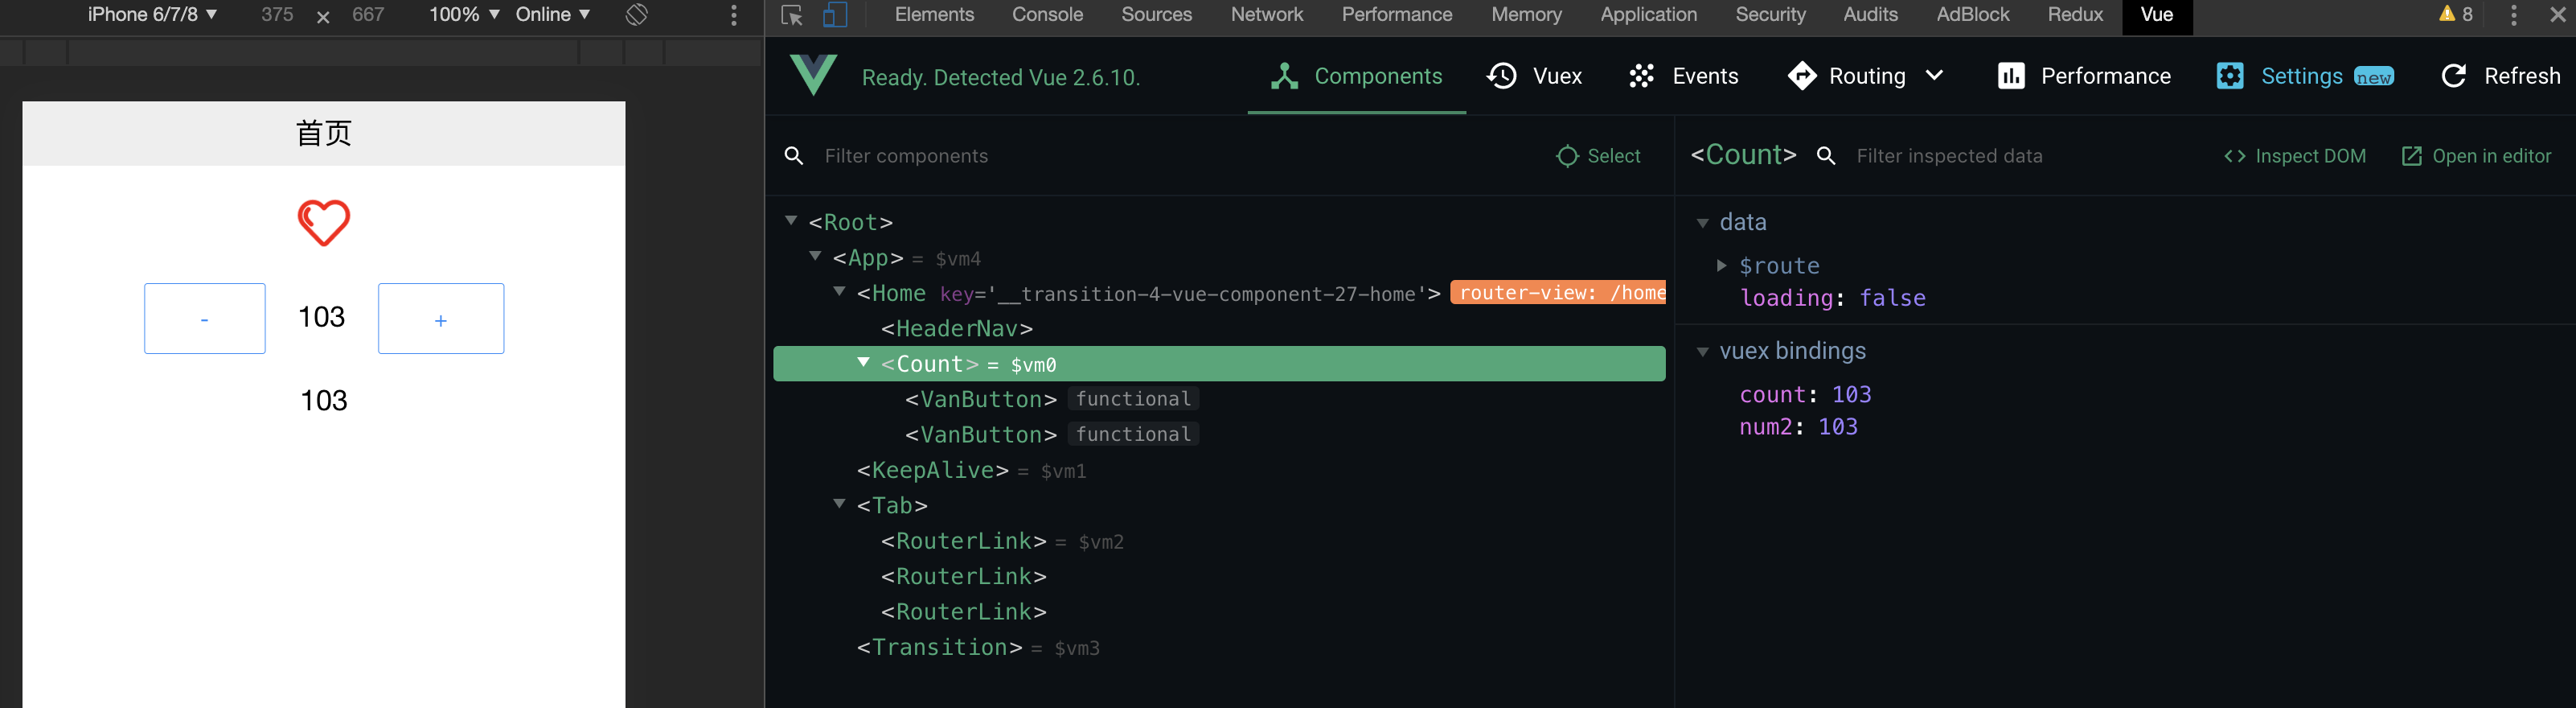 iPhone 6/7/8 ▼ 375 × 667 100% ▼ Online ▼
Elements Console Sources Network Performance Memory Application Security Audits AdBlock Redux Vue 8
Ready. Detected Vue 2.6.10. Components Vuex Events Routing Performance Settings new Refresh
首页
Filter components Select
<Count> Filter inspected data Inspect DOM Open in editor
- 103 +
103
<Root>
<App> = $vm4
<Home key='__transition-4-vue-component-27-home'> router-view: /home
<HeaderNav>
<Count> = $vm0
<VanButton> functional
<VanButton> functional
<KeepAlive> = $vm1
<Tab>
<RouterLink> = $vm2
<RouterLink>
<RouterLink>
<Transition> = $vm3
data
$route
loading: false
vuex bindings
count: 103
num2: 103